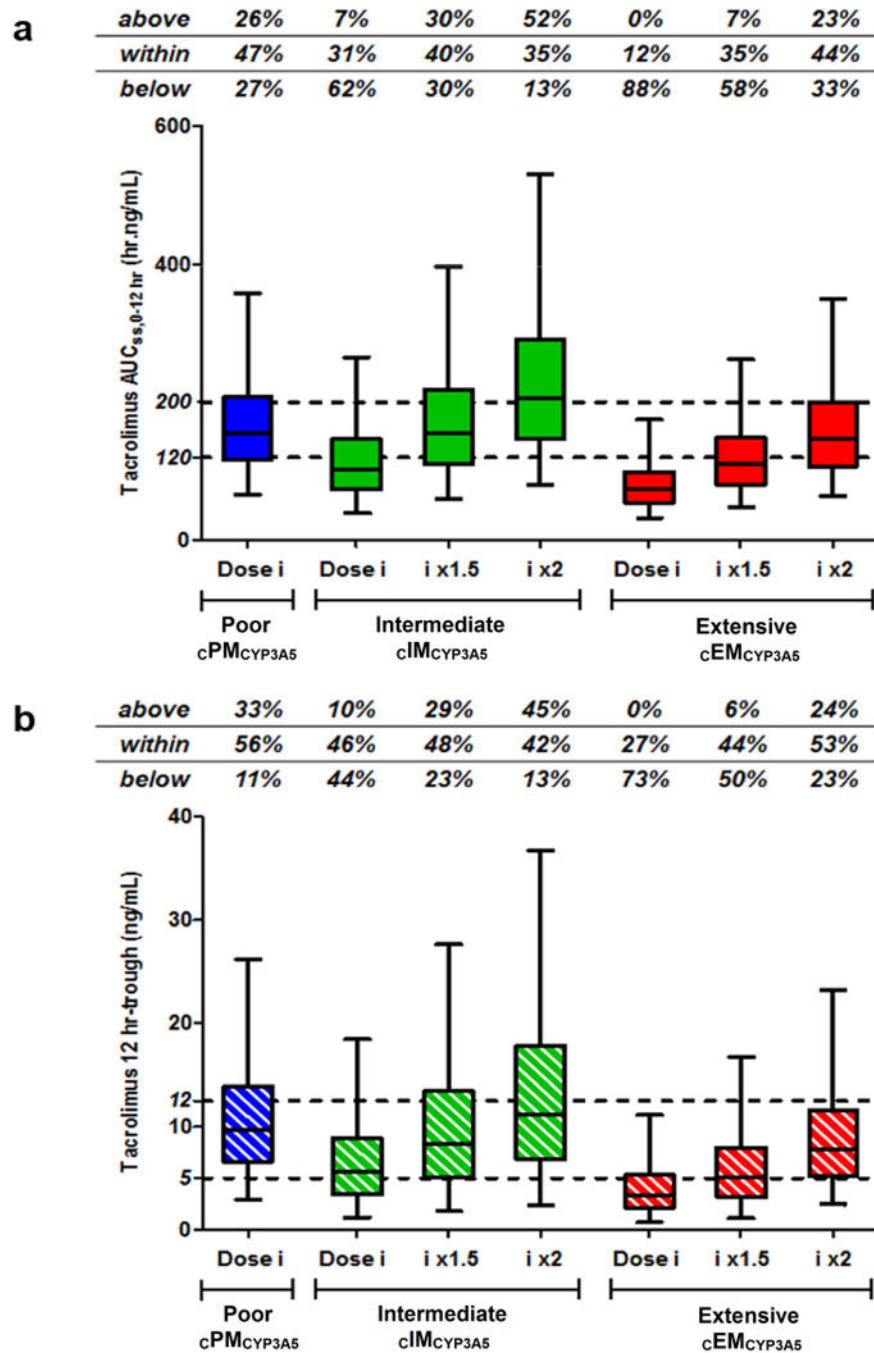 a
above 26% 7% 30% 52% 0% 7% 23%
within 47% 31% 40% 35% 12% 35% 44%
below 27% 62% 30% 13% 88% 58% 33%
Tacrolimus AUCss,0-12 hr (hr.ng/mL)
600
400
200
120
0
Dose i Dose i i x1.5 i x2 Dose i i x1.5 i x2
Poor Intermediate Extensive
cPMCYP3A5 cIMCYP3A5 cEMCYP3A5
b
above 33% 10% 29% 45% 0% 6% 24%
within 56% 46% 48% 42% 27% 44% 53%
below 11% 44% 23% 13% 73% 50% 23%
Tacrolimus 12 hr-trough (ng/mL)
40
30
20
12
10
5
0
Dose i Dose i i x1.5 i x2 Dose i i x1.5 i x2
Poor Intermediate Extensive
cPMCYP3A5 cIMCYP3A5 cEMCYP3A5